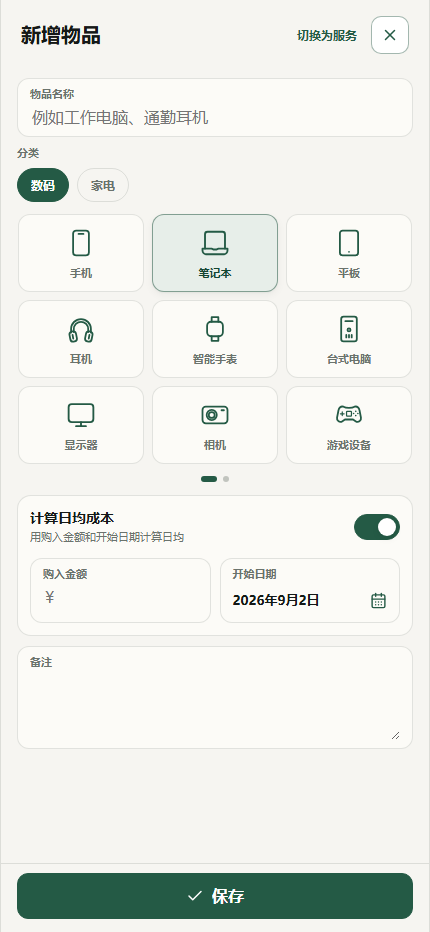 新增物品
切换为服务
物品名称
例如工作电脑、通勤耳机
分类
数码
家电
手机
笔记本
平板
耳机
智能手表
台式电脑
显示器
相机
游戏设备
计算日均成本
用购入金额和开始日期计算日均
购入金额
¥
开始日期
2026年9月2日
备注
保存